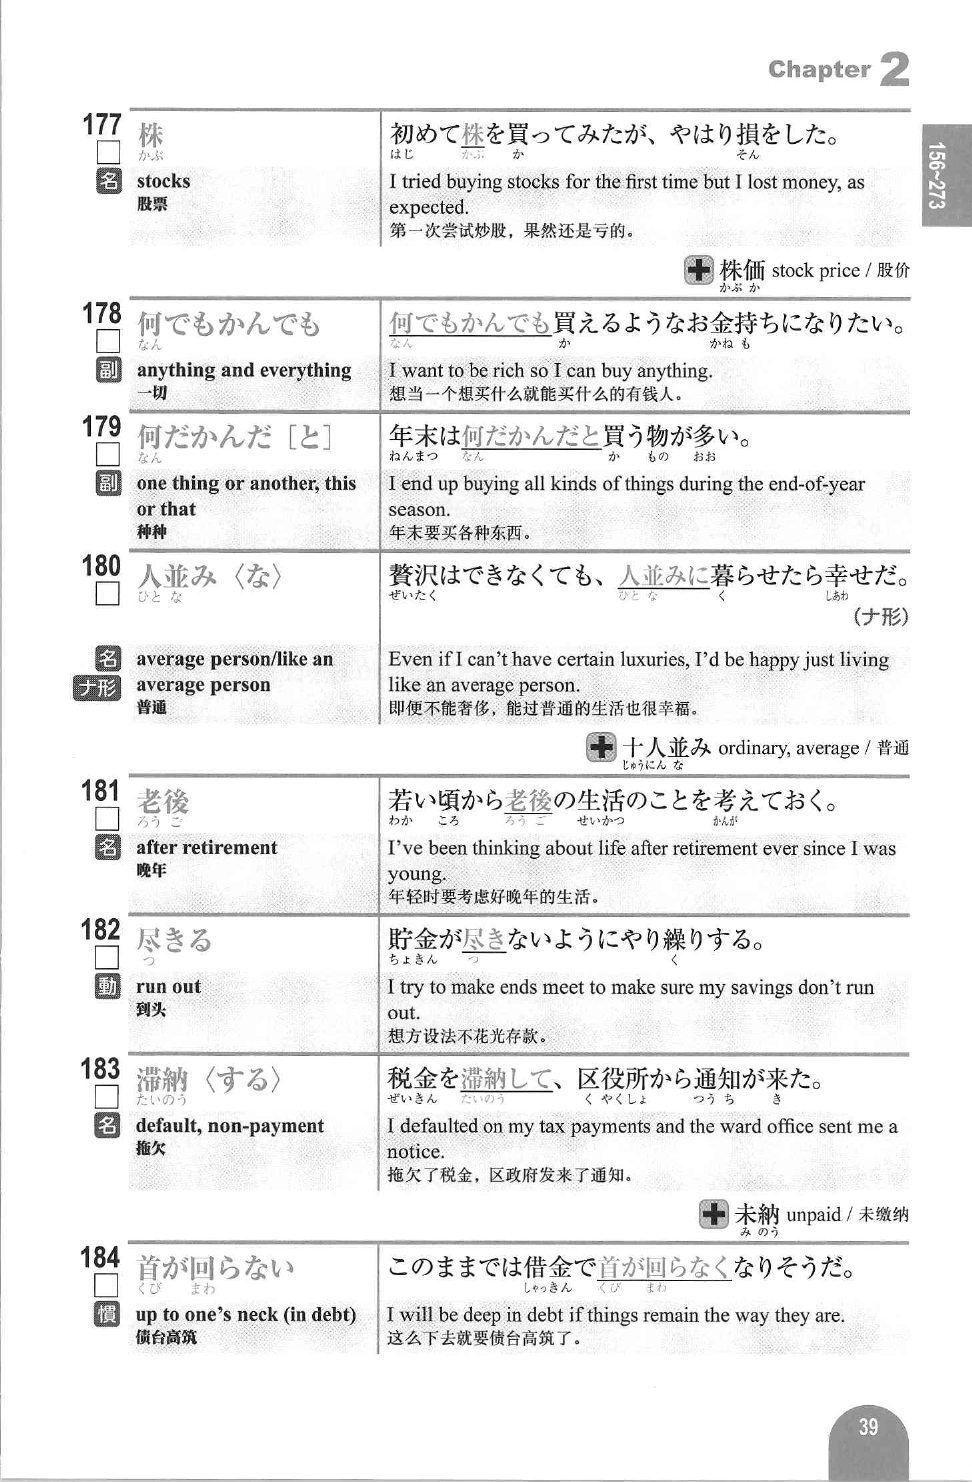 Chapter 2
156~273
177
株
かぶ
名
stocks
股票
初めて株を買ってみたが、やはり損をした。
はじ かぶ か そん
I tried buying stocks for the first time but I lost money, as
expected.
第一次尝试炒股，果然还是亏的。
株価 stock price / 股价
かぶ か
178
何でもかんでも
なん
副
anything and everything
一切
何でもかんでも買えるようなお金持ちになりたい。
なん か かね も
I want to be rich so I can buy anything.
想当一个想买什么就能买什么的有钱人。
179
何だかんだ［と］
なん
副
one thing or another, this
or that
种种
年末は何だかんだと買う物が多い。
ねんまつ なん か もの おお
I end up buying all kinds of things during the end-of-year
season.
年末要买各种东西。
180
人並み〈な〉
ひと な
名
ナ形
average person/like an
average person
普通
贅沢はできなくても、人並みに暮らせたら幸せだ。
ぜいたく ひと な く しあわ
（ナ形）
Even if I can't have certain luxuries, I'd be happy just living
like an average person.
即便不能奢侈，能过普通的生活也很幸福。
十人並み ordinary, average / 普通
じゅうにん な
181
老後
ろう ご
名
after retirement
晚年
若い頃から老後の生活のことを考えておく。
わか ころ ろう ご せいかつ かんが
I've been thinking about life after retirement ever since I was
young.
年轻时要考虑好晚年的生活。
182
尽きる
つ
動
run out
到头
貯金が尽きないようにやり繰りする。
ちょきん つ く
I try to make ends meet to make sure my savings don't run
out.
想方设法不花光存款。
183
滞納〈する〉
たいのう
名
default, non-payment
拖欠
税金を滞納して、区役所から通知が来た。
ぜいきん たいのう く やくしょ つう ち き
I defaulted on my tax payments and the ward office sent me a
notice.
拖欠了税金，区政府发来了通知。
未納 unpaid / 未缴纳
み のう
184
首が回らない
くび まわ
慣
up to one's neck (in debt)
债台高筑
このままでは借金で首が回らなくなりそうだ。
しゃっきん くび まわ
I will be deep in debt if things remain the way they are.
这么下去就要债台高筑了。
39